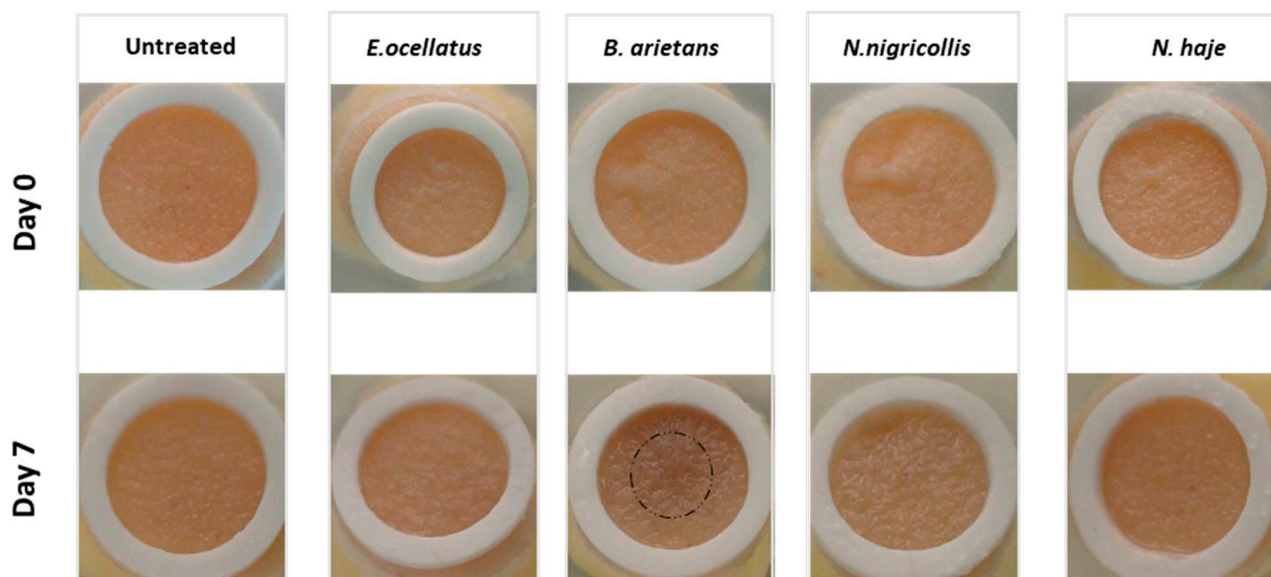 Untreated
E.ocellatus
B. arietans
N.nigricollis
N. haje
Day 0
Day 7